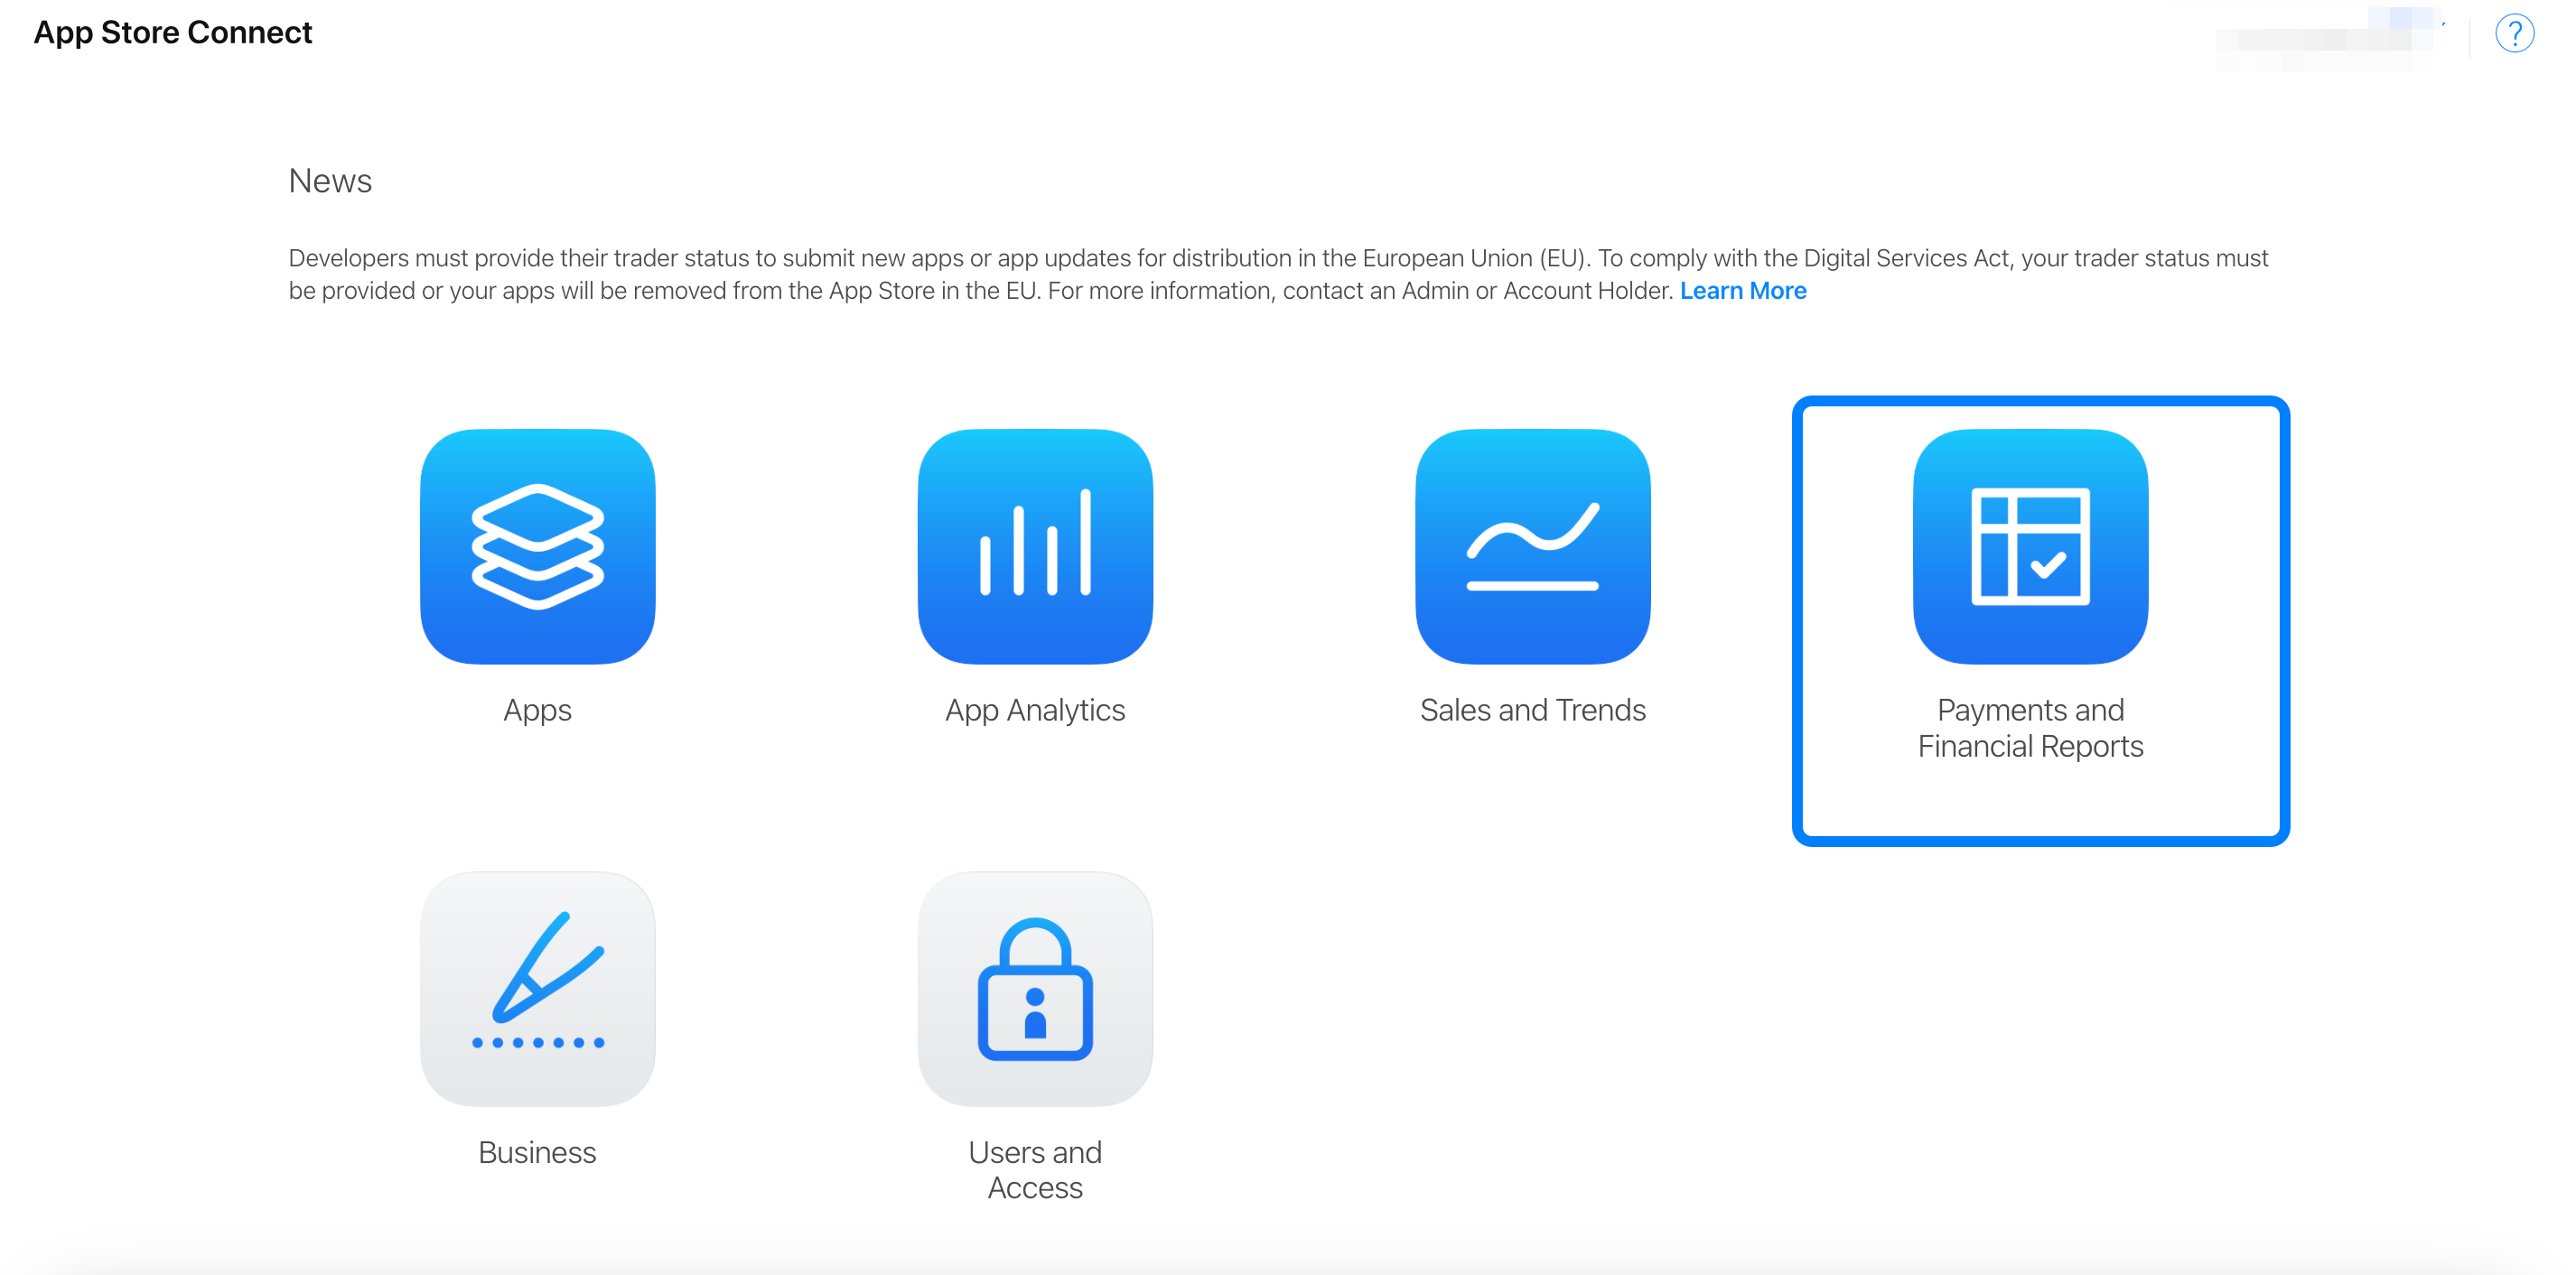 App Store Connect
?
News
Developers must provide their trader status to submit new apps or app updates for distribution in the European Union (EU). To comply with the Digital Services Act, your trader status must
be provided or your apps will be removed from the App Store in the EU. For more information, contact an Admin or Account Holder. Learn More
Apps
App Analytics
Sales and Trends
Payments and
Financial Reports
Business
Users and
Access